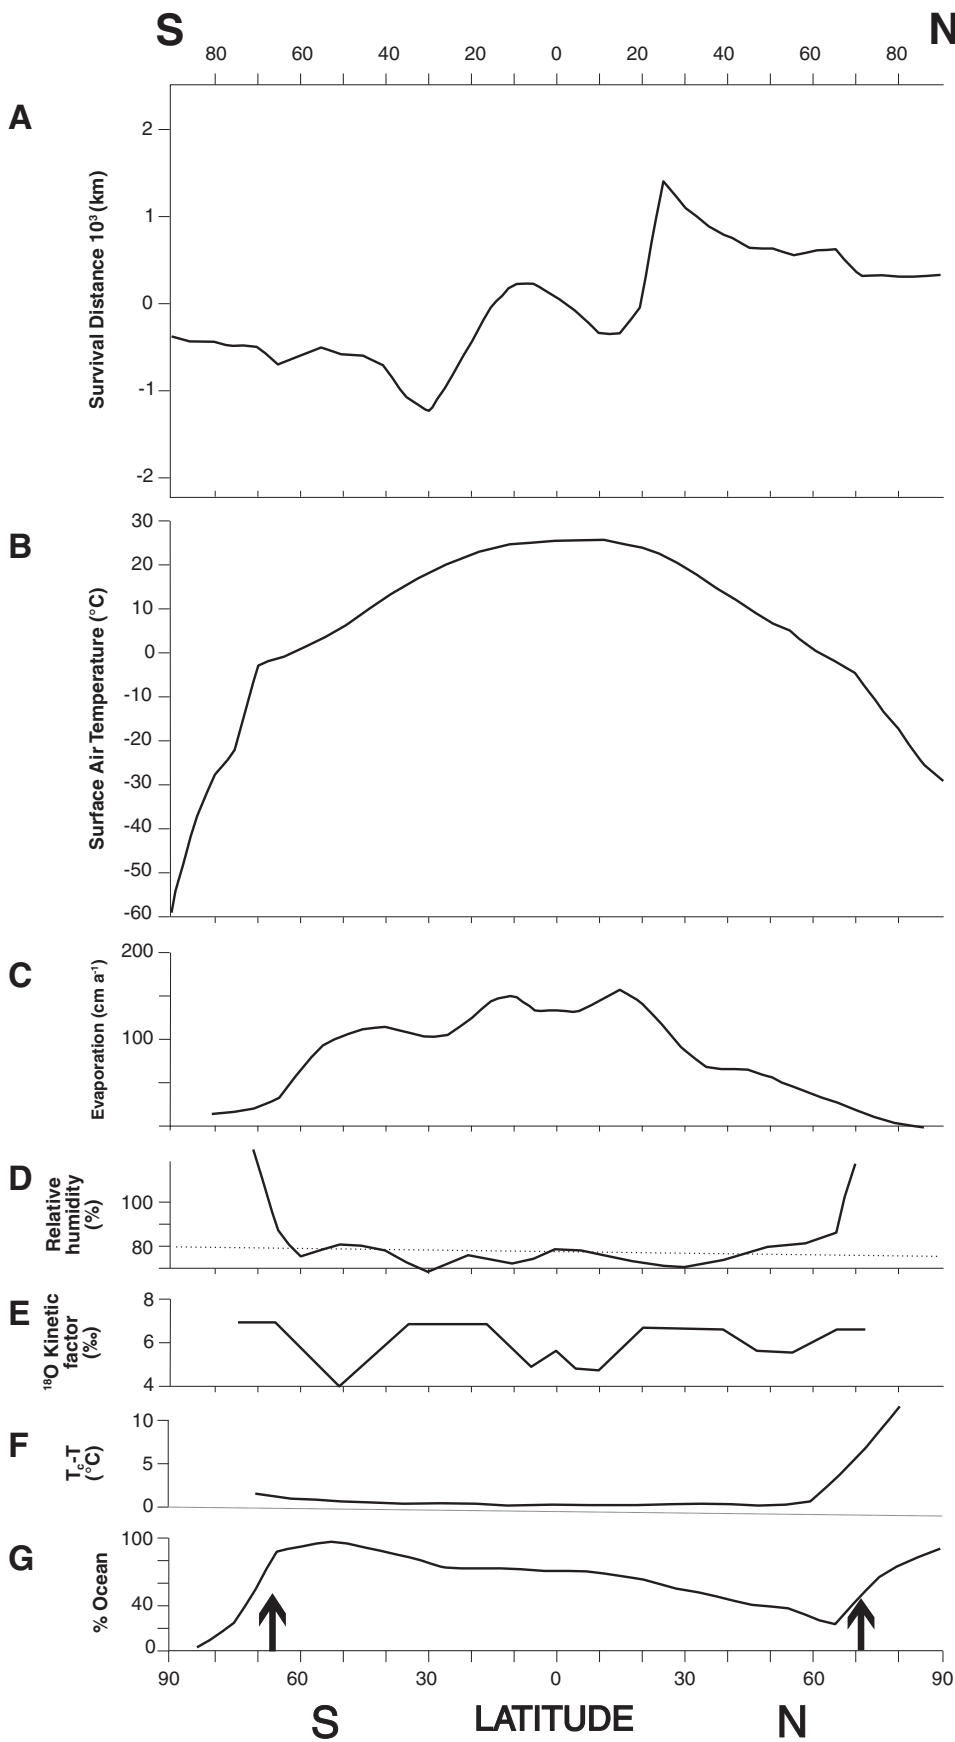 S N
80 60 40 20 0 20 40 60 80
A
Survival Distance 10³ (km)
2
1
0
-1
-2
B
Surface Air Temperature (°C)
30
20
10
0
-10
-20
-30
-40
-50
-60
C
Evaporation (cm a⁻¹)
200
100
D
Relative
humidity
(%)
100
80
E
¹⁸O Kinetic
factor
(‰)
8
6
4
F
Tc-T
(°C)
10
5
0
G
% Ocean
100
40
0
90 60 30 0 30 60 90
S LATITUDE N